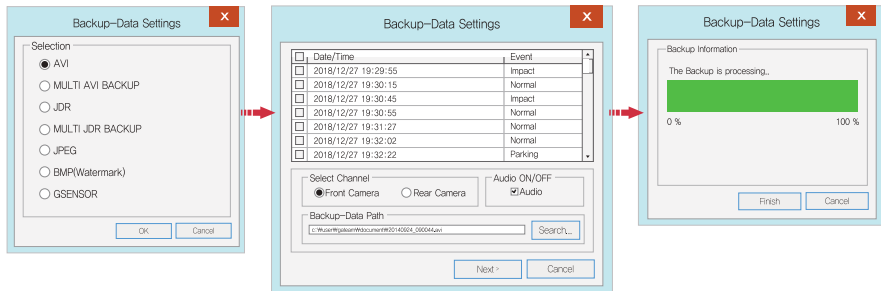 Backup-Data Settings
X
Selection
AVI
MULTI AVI BACKUP
JDR
MULTI JDR BACKUP
JPEG
BMP(Watermark)
GSENSOR
OK
Cancel
Backup-Data Settings
X
Date/Time Event
2018/12/27 19:29:55 Impact
2018/12/27 19:30:15 Normal
2018/12/27 19:30:45 Impact
2018/12/27 19:30:55 Normal
2018/12/27 19:31:27 Normal
2018/12/27 19:32:02 Normal
2018/12/27 19:32:22 Parking
Select Channel
Front Camera
Rear Camera
Audio ON/OFF
Audio
Backup-Data Path
Search...
Next>
Cancel
Backup-Data Settings
X
Backup Information
The Backup is processing,,
0 %
100 %
Finish
Cancel